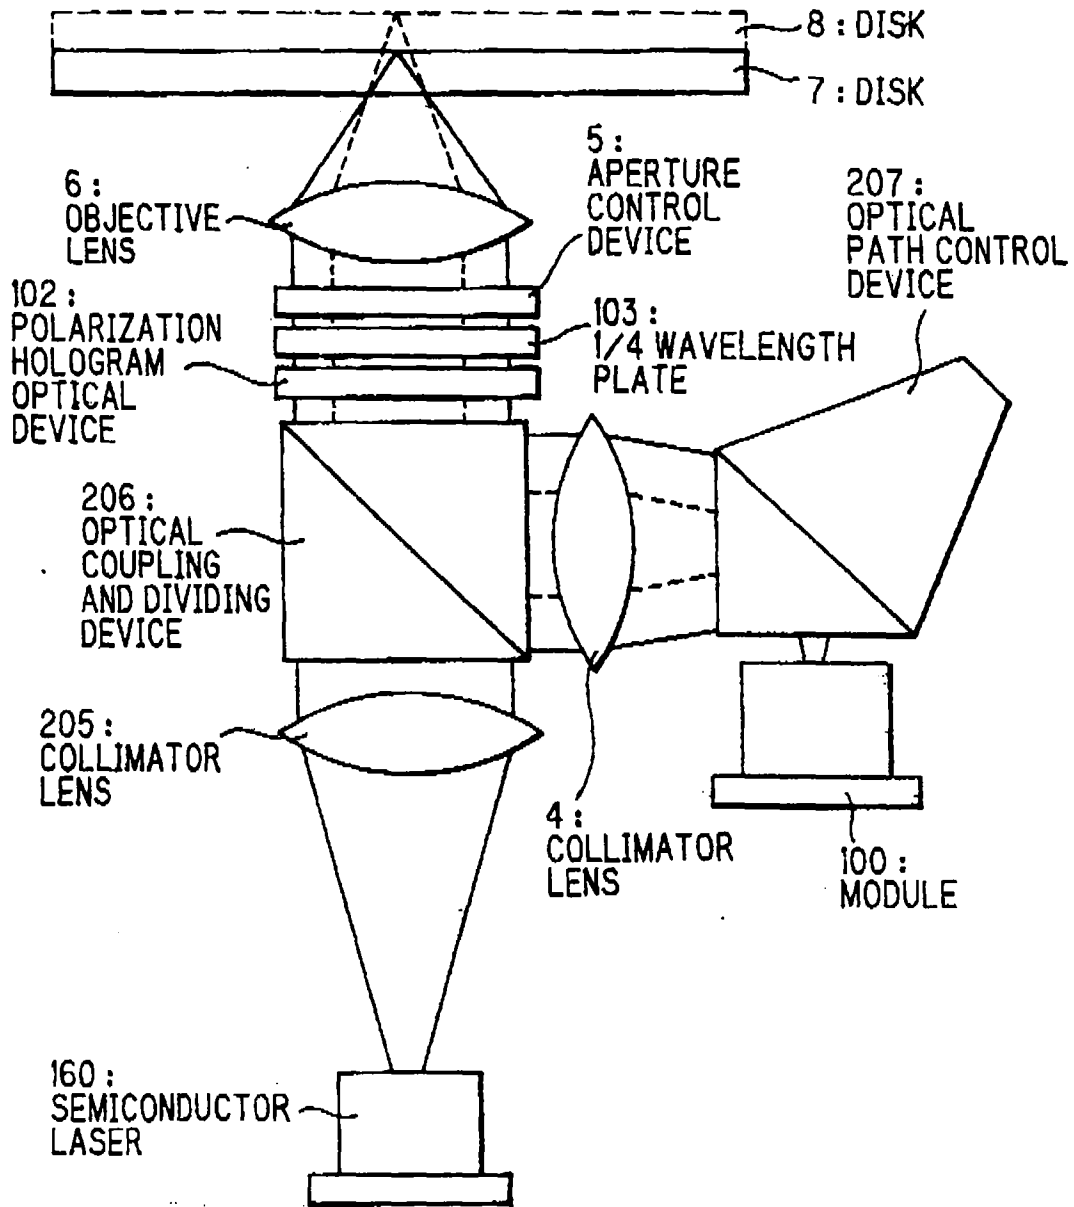 8: DISK
7: DISK
5:
APERTURE
CONTROL
DEVICE
6:
OBJECTIVE
LENS
207:
OPTICAL
PATH CONTROL
DEVICE
102:
POLARIZATION
HOLOGRAM
OPTICAL
DEVICE
103:
1/4 WAVELENGTH
PLATE
206:
OPTICAL
COUPLING
AND DIVIDING
DEVICE
205:
COLLIMATOR
LENS
4:
COLLIMATOR
LENS
100:
MODULE
160:
SEMICONDUCTOR
LASER